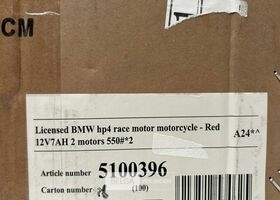 CM
Licensed BMW hp4 race motor motorcycle - Red
12V7AH 2 motors 550#*2
A24*^
Article number 5100396
Carton number (100)